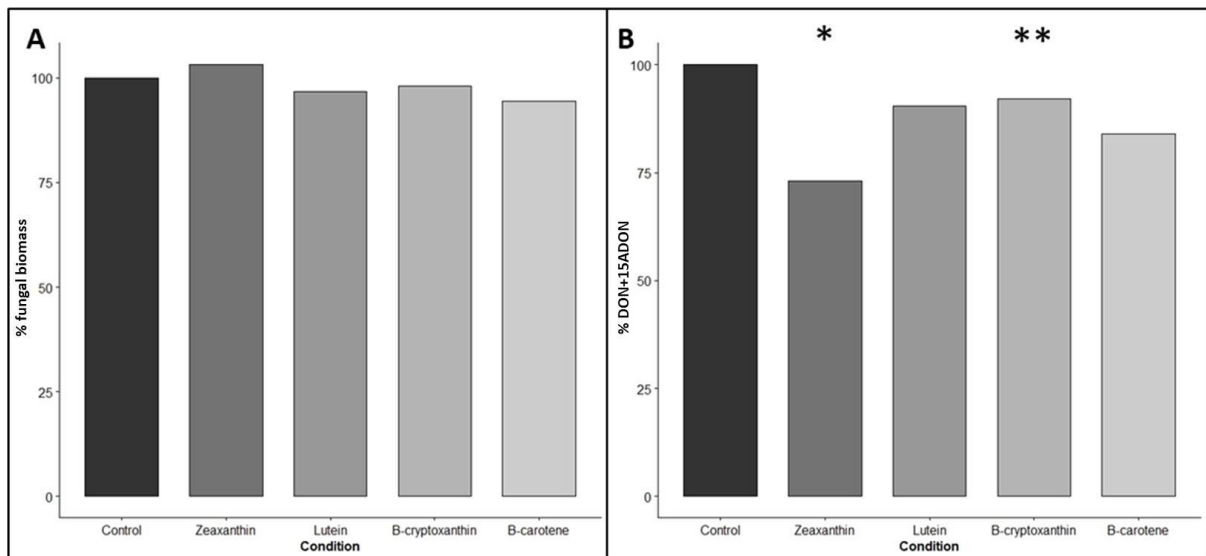 A
% fungal biomass
100
75
50
25
0
Control Zeaxanthin Lutein B-cryptoxanthin B-carotene
Condition
B
* **
% DON+15ADON
100
75
50
25
0
Control Zeaxanthin Lutein B-cryptoxanthin B-carotene
Condition